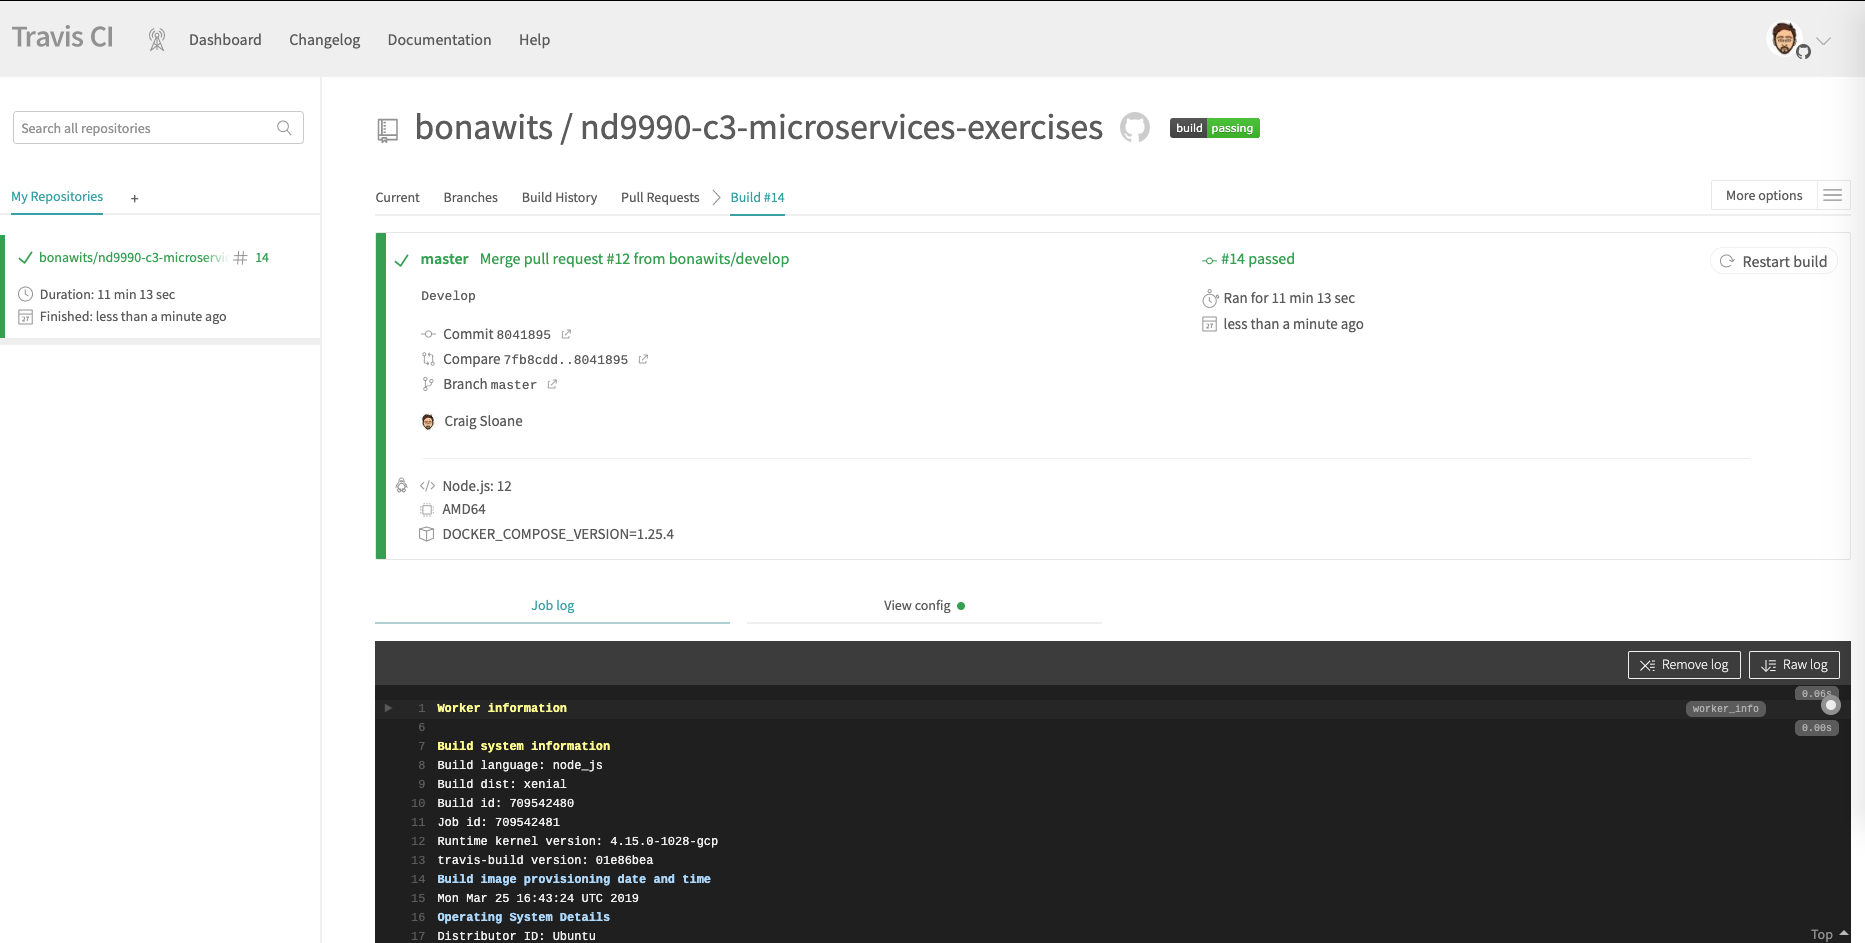 Travis CI
Dashboard Changelog Documentation Help
Search all repositories
My Repositories +
bonawits/nd9990-c3-microservi # 14
Duration: 11 min 13 sec
27 Finished: less than a minute ago
bonawits / nd9990-c3-microservices-exercises build passing
Current Branches Build History Pull Requests Build #14
More options
master Merge pull request #12 from bonawits/develop
Develop
Commit 8041895
Compare 7fb8cdd..8041895
Branch master
Craig Sloane
#14 passed
Ran for 11 min 13 sec
27 less than a minute ago
Restart build
</> Node.js: 12
AMD64
DOCKER_COMPOSE_VERSION=1.25.4
Job log View config
Remove log Raw log
1 Worker information worker_info 0.06s
6 0.00s
7 Build system information
8 Build language: node_js
9 Build dist: xenial
10 Build id: 709542480
11 Job id: 709542481
12 Runtime kernel version: 4.15.0-1028-gcp
13 travis-build version: 01e86bea
14 Build image provisioning date and time
15 Mon Mar 25 16:43:24 UTC 2019
16 Operating System Details
17 Distributor ID: Ubuntu
Top